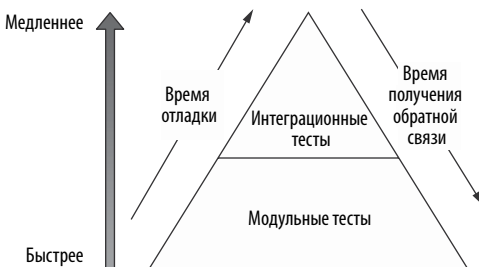 Медленнее
Время
отладки
Время
получения
обратной
связи
Интеграционные
тесты
Модульные тесты
Быстрее